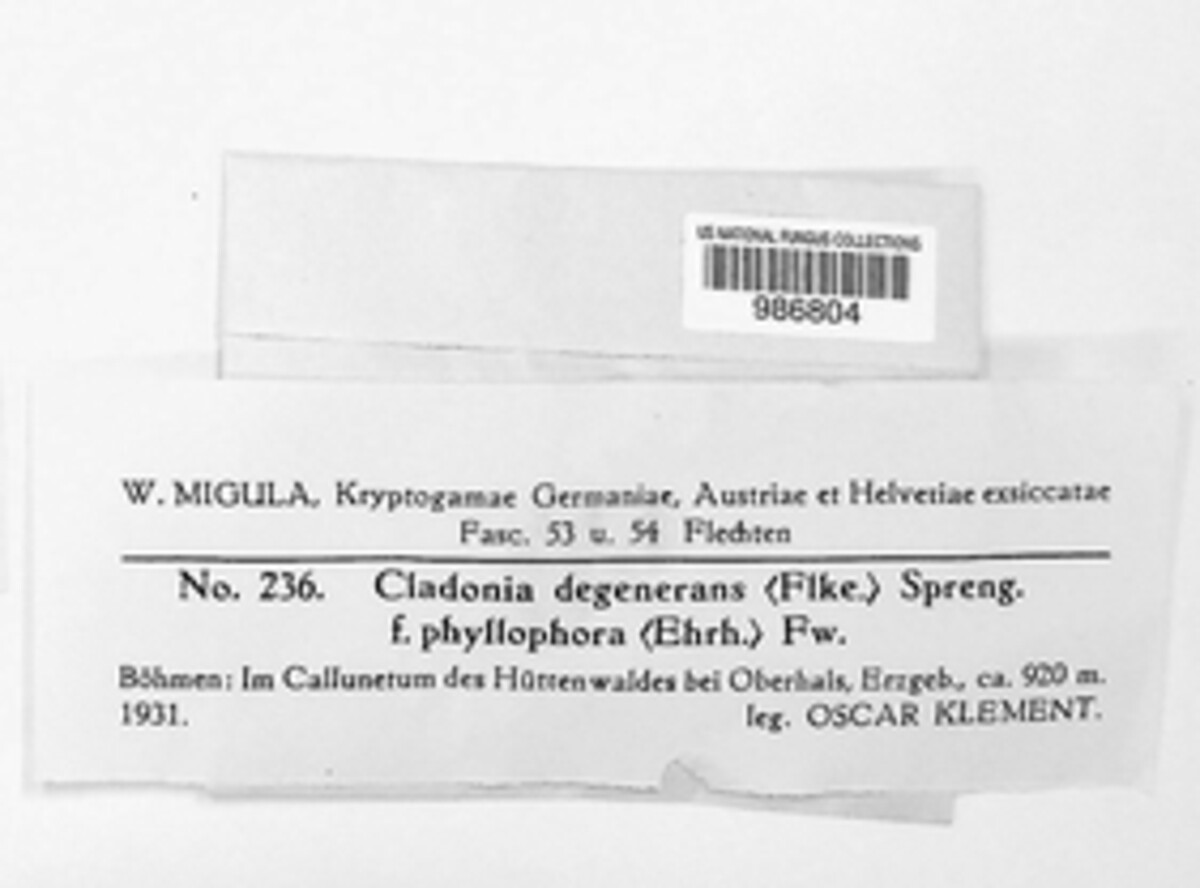 US NATIONAL FUNGUS COLLECTIONS
986804
W. MIGULA, Kryptogamae Germaniae, Austriae et Helvetiae exsiccatae
Fasc. 53 u. 54 Flechten
No. 236. Cladonia degenerans (Flke.) Spreng.
f. phyllophora (Ehrh.) Fw.
Böhmen: Im Callunetum des Hüttenwaldes bei Oberhals, Erzgeb., ca. 920 m.
1931. leg. OSCAR KLEMENT.